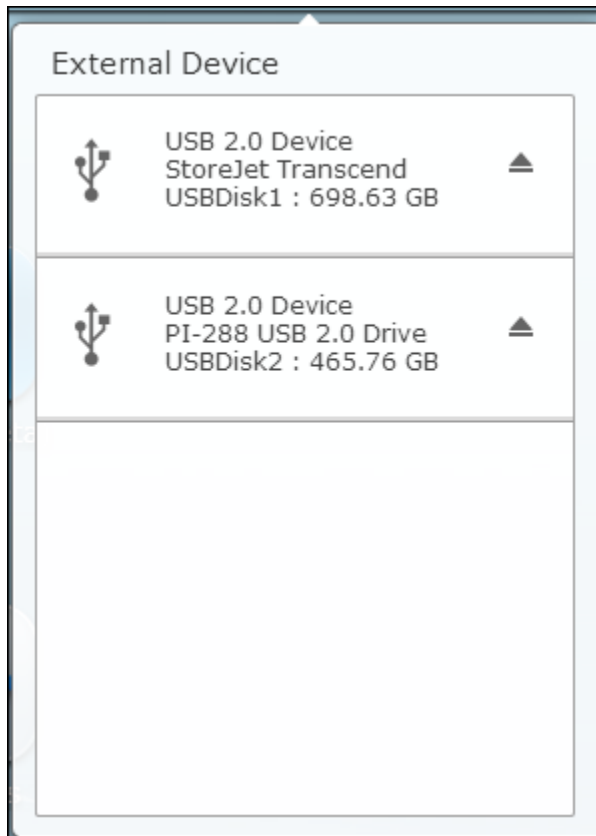 External Device
USB 2.0 Device
StoreJet Transcend
USBDisk1 : 698.63 GB
USB 2.0 Device
PI-288 USB 2.0 Drive
USBDisk2 : 465.76 GB